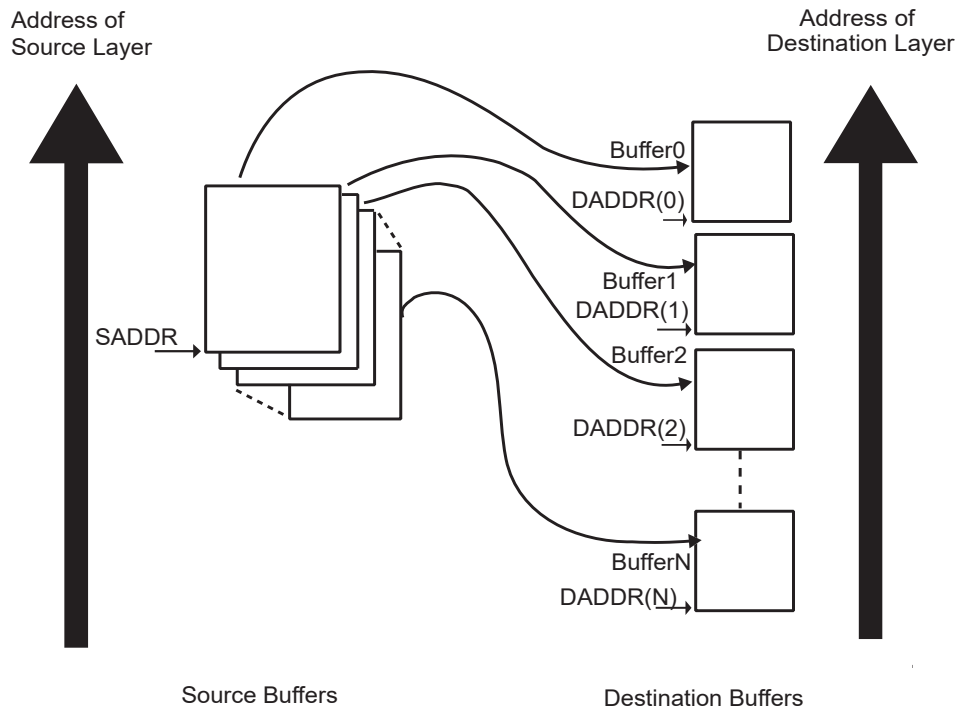 Address of
Source Layer
Address of
Destination Layer
Buffer0
DADDR(0)
Buffer1
DADDR(1)
SADDR
Buffer2
DADDR(2)
BufferN
DADDR(N)
Source Buffers
Destination Buffers